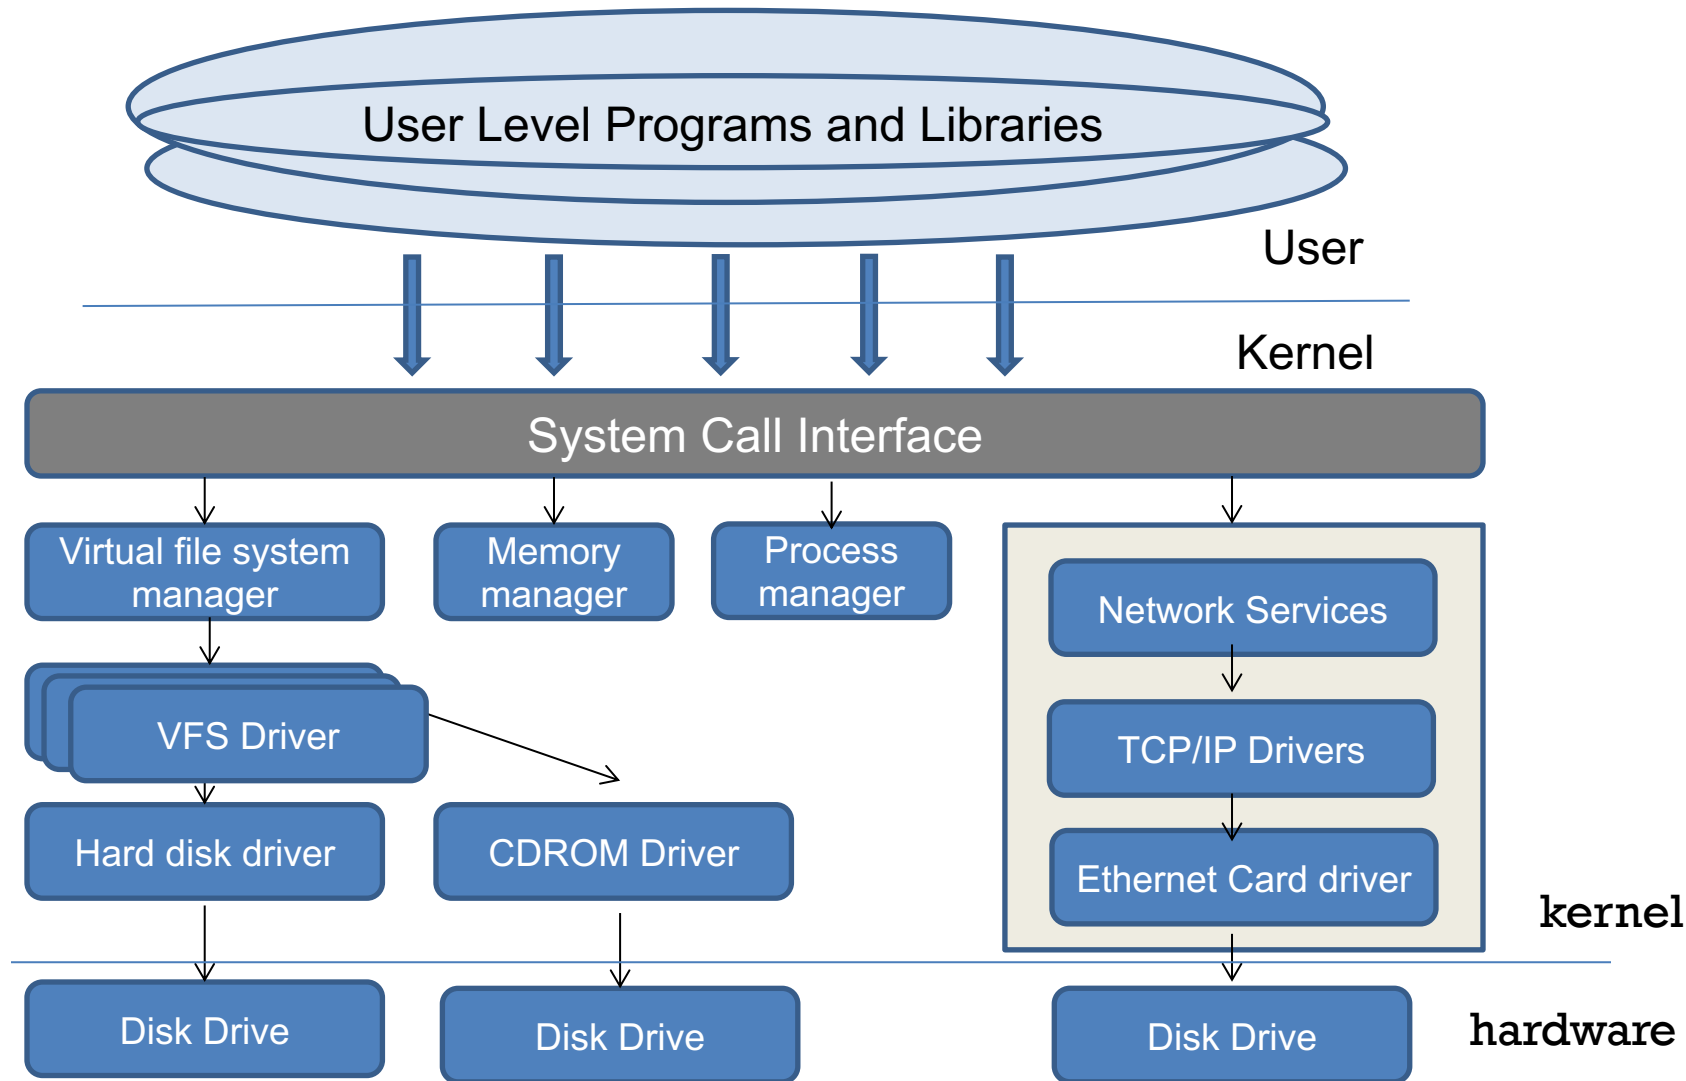 User Level Programs and Libraries
User
Kernel
System Call Interface
Virtual file system
manager
Memory
manager
Process
manager
Network Services
VFS Driver
TCP/IP Drivers
Hard disk driver
CDROM Driver
Ethernet Card driver
kernel
Disk Drive
Disk Drive
Disk Drive
hardware